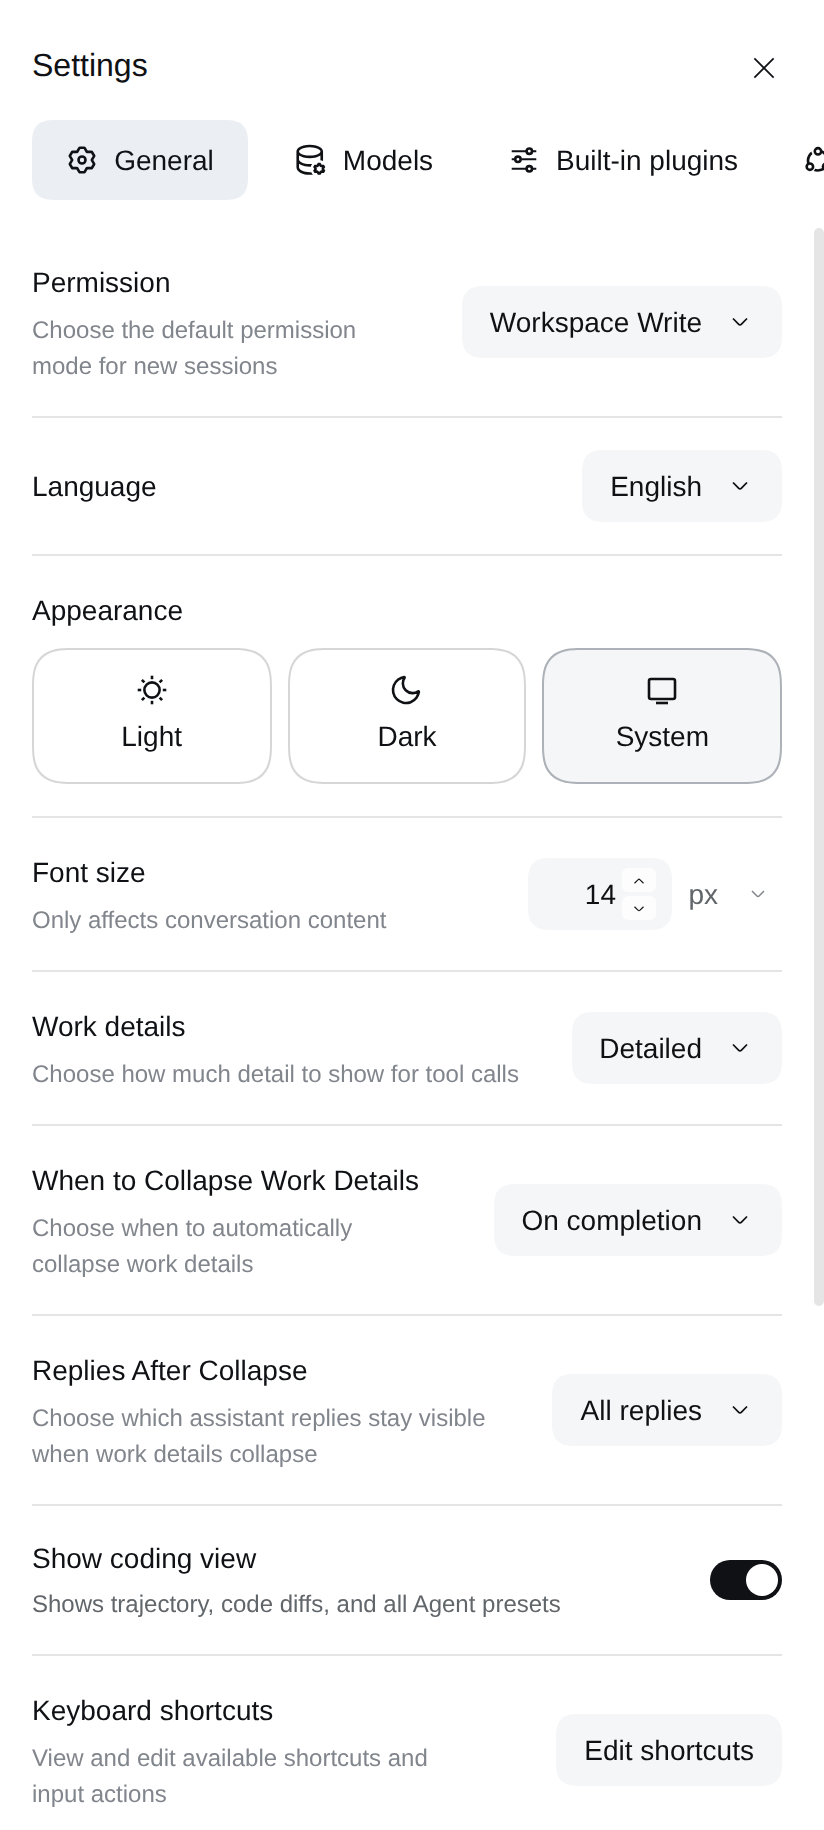 Settings
General
Models
Built-in plugins
Permission
Choose the default permission
mode for new sessions
Workspace Write
Language
English
Appearance
Light
Dark
System
Font size
Only affects conversation content
14
px
Work details
Choose how much detail to show for tool calls
Detailed
When to Collapse Work Details
Choose when to automatically
collapse work details
On completion
Replies After Collapse
Choose which assistant replies stay visible
when work details collapse
All replies
Show coding view
Shows trajectory, code diffs, and all Agent presets
Keyboard shortcuts
View and edit available shortcuts and
input actions
Edit shortcuts